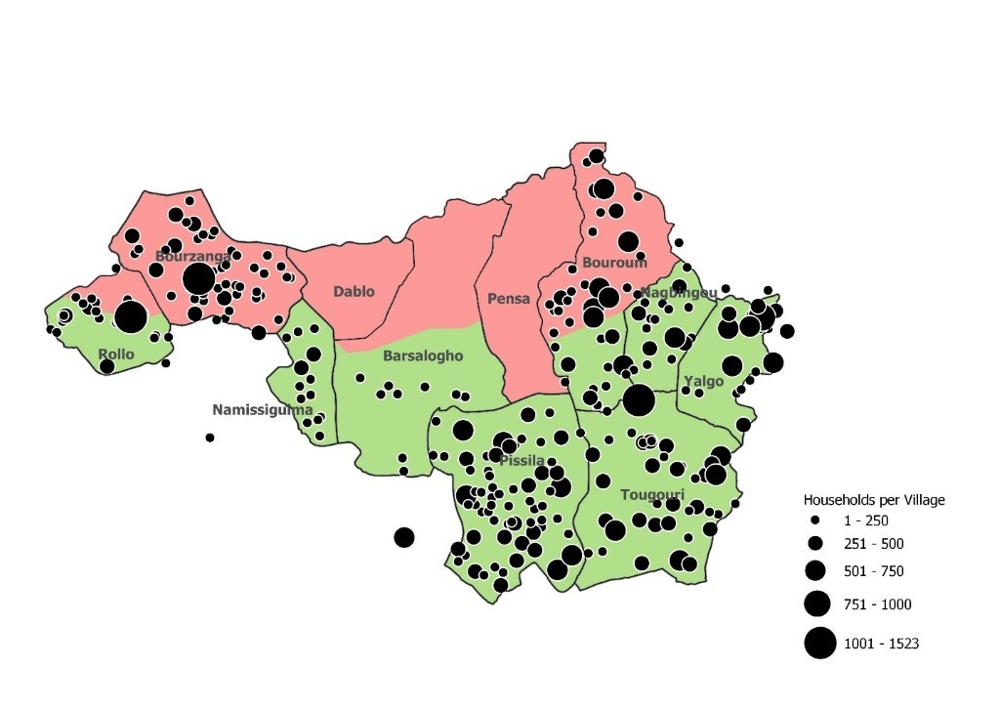 Bourzanga
Bouroum
Dablo
Nagbingou
Pensa
Rollo
Barsalogho
Yalgo
Namissiguima
Pissila
Tougouri
Households per Village
1 - 250
251 - 500
501 - 750
751 - 1000
1001 - 1523